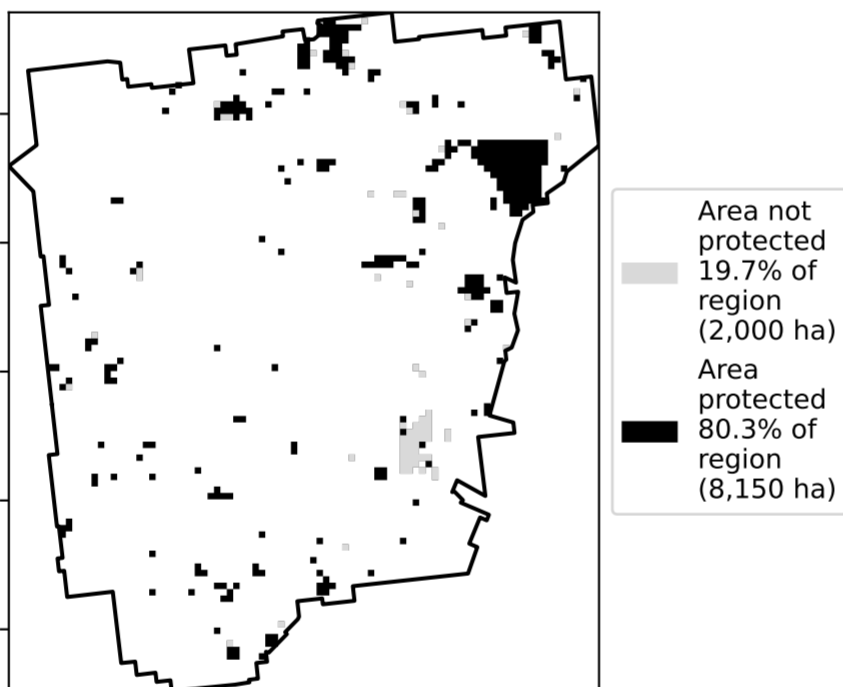 Area not
protected
19.7% of
region
(2,000 ha)
Area
protected
80.3% of
region
(8,150 ha)